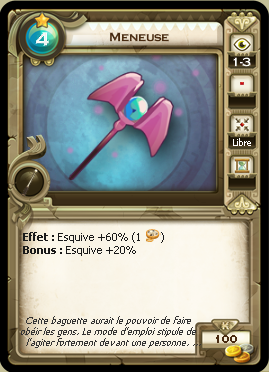 4
MENEUSE
1-3
Libre
Effet : Esquive +60% (1 )
Bonus : Esquive +20%
Cette baguette aurait le pouvoir de faire
obéir les gens. Le mode d'emploi stipule de
l'agiter fortement devant une personne.
K
100